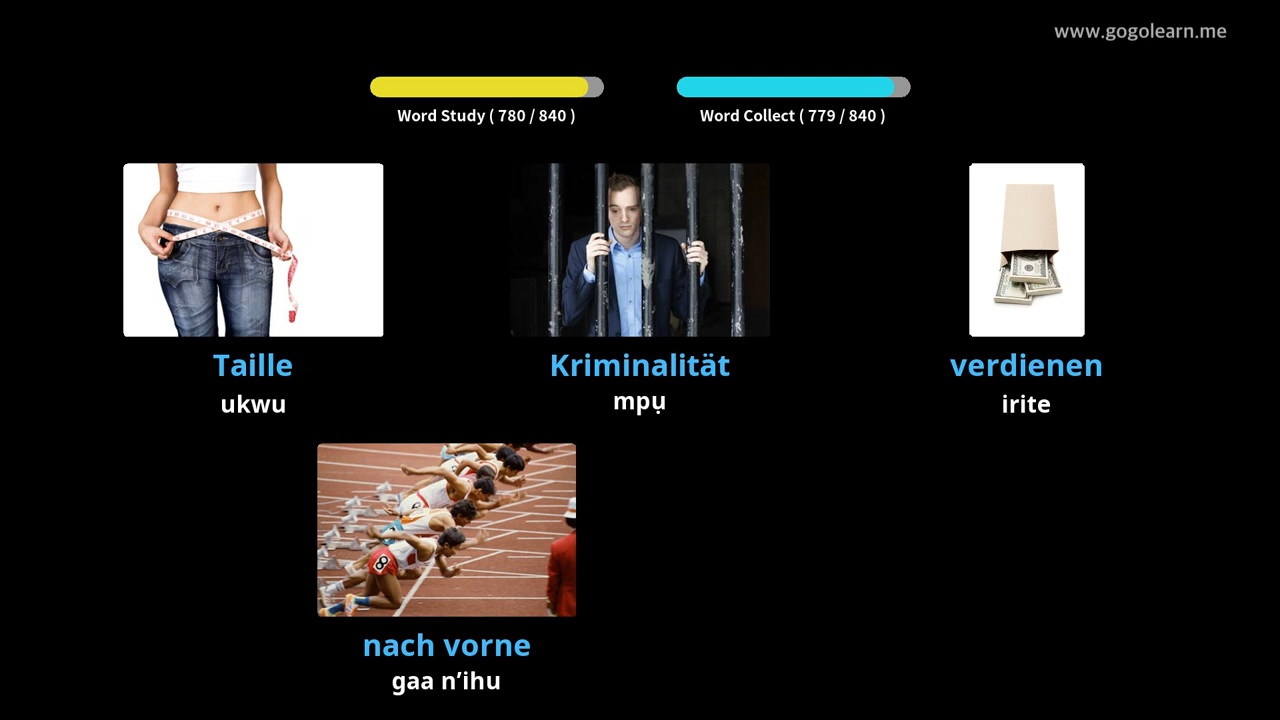 www.gogolearn.me
Word Study ( 780 / 840 )
Word Collect ( 779 / 840 )
Taille
ukwu
Kriminalität
mpụ
verdienen
irite
8
nach vorne
gaa n’ihu